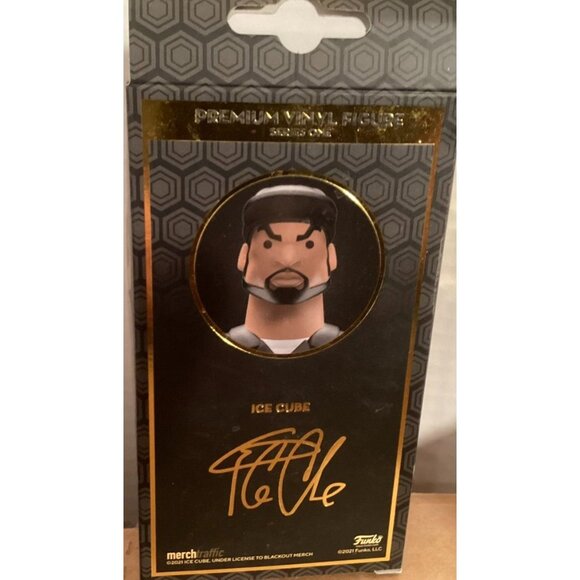 PREMIUM VINYL FIGURE
SERIES ONE
ICE CUBE
merchtraffic
©2021 ICE CUBE, UNDER LICENSE TO BLACKOUT MERCH
Funko
©2021 Funko, LLC